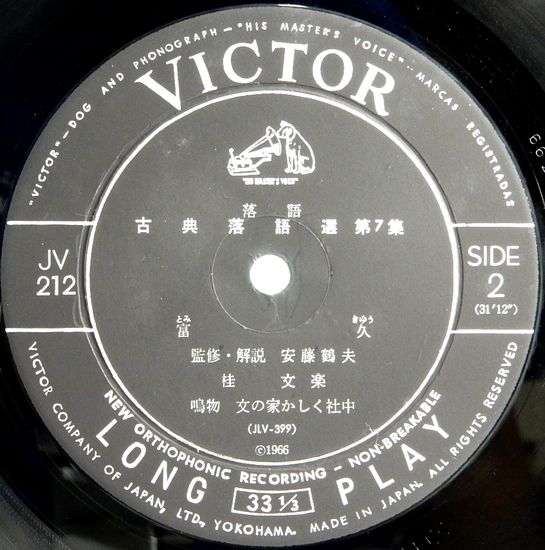 "VICTOR" — DOG AND PHONOGRAPH — "HIS MASTER'S VOICE" · MARCAS REGISTRADAS
VICTOR
"HIS MASTER'S VOICE"
落語
古典落語選 第7集
JV
212
SIDE
2
(31'12")
とみ きゆう
富 久
監修・解説 安藤鶴夫
桂 文楽
鳴物 文の家かしく社中
(JLV-399)
©1966
NEW ORTHOPHONIC RECORDING — NON-BREAKABLE
LONG PLAY
33 1/3
VICTOR COMPANY OF JAPAN, LTD., YOKOHAMA. MADE IN JAPAN. ALL RIGHTS RESERVED